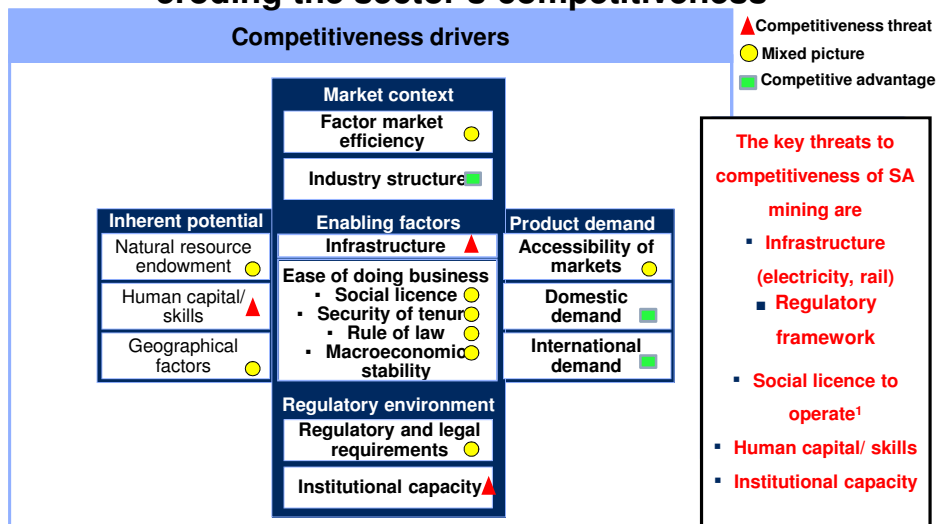 eroding the sector's competitiveness
Competitiveness drivers
Competitiveness threat
Mixed picture
Competitive advantage
Market context
Factor market
efficiency
Industry structure
Inherent potential
Natural resource
endowment
Human capital/
skills
Geographical
factors
Enabling factors
Infrastructure
Ease of doing business
▪ Social licence
▪ Security of tenur
▪ Rule of law
▪ Macroeconomic
stability
Product demand
Accessibility of
markets
Domestic
demand
International
demand
Regulatory environment
Regulatory and legal
requirements
Institutional capacity
The key threats to
competitiveness of SA
mining are
▪ Infrastructure
(electricity, rail)
▪ Regulatory
framework
▪ Social licence to
operate¹
▪ Human capital/ skills
▪ Institutional capacity